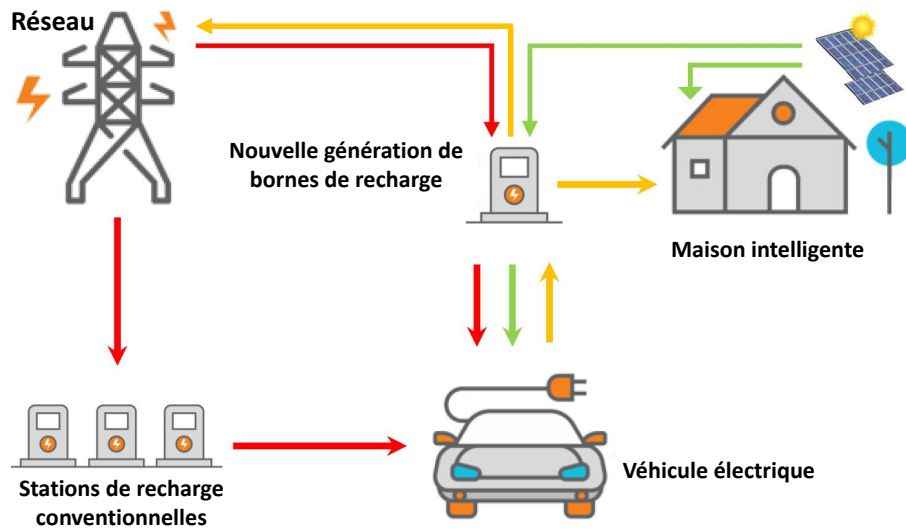 Réseau
Nouvelle génération de
bornes de recharge
Maison intelligente
Stations de recharge
conventionnelles
Véhicule électrique